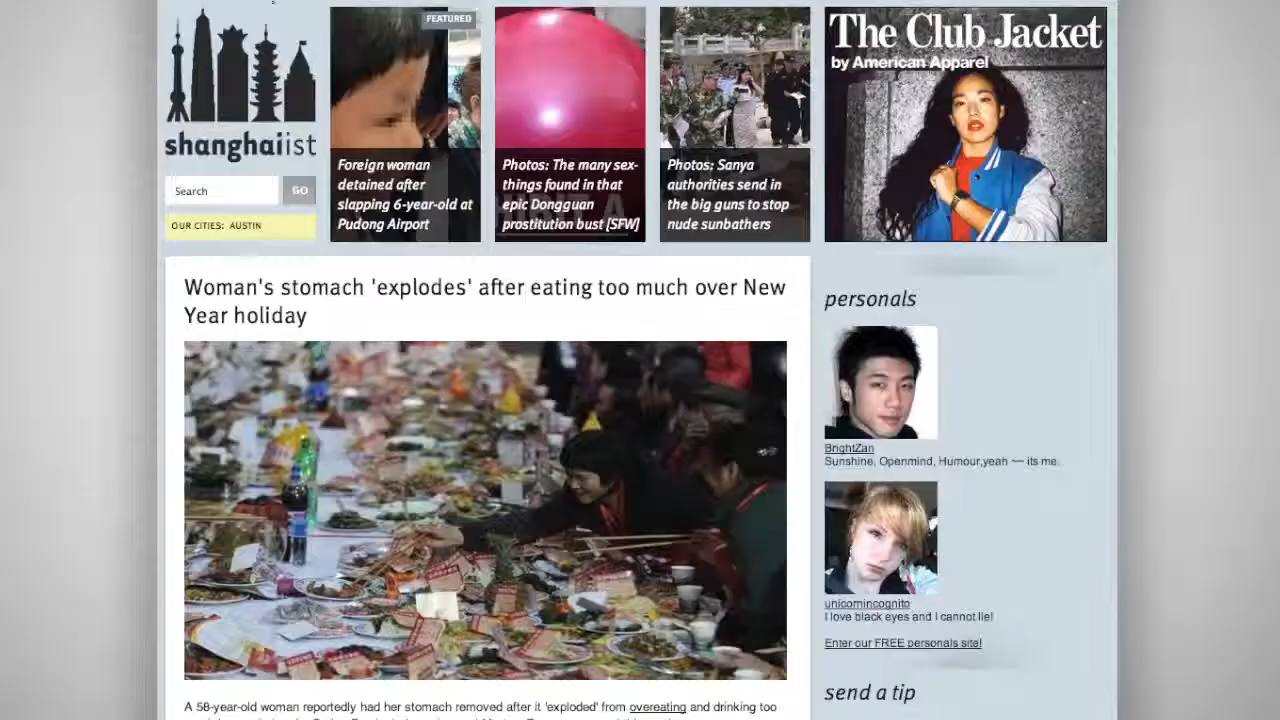 shanghaiist
Search
GO
OUR CITIES: AUSTIN
FEATURED
Foreign woman
detained after
slapping 6-year-old at
Pudong Airport
Photos: The many sex-
things found in that
epic Dongguan
prostitution bust [SFW]
Photos: Sanya
authorities send in
the big guns to stop
nude sunbathers
The Club Jacket
by American Apparel
Woman's stomach 'explodes' after eating too much over New
Year holiday
A 58-year-old woman reportedly had her stomach removed after it 'exploded' from overeating and drinking too
personals
BrightZan
Sunshine, Openmind, Humour,yeah ~~ its me.
unicornincognito
I love black eyes and I cannot lie!
Enter our FREE personals site!
send a tip